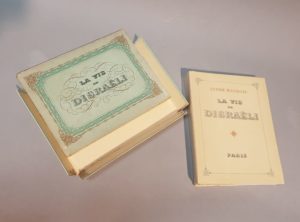 LA VIE
DE
DISRAËLI
ANDRÉ MAUROIS
LA VIE
DE
DISRAËLI
PARIS